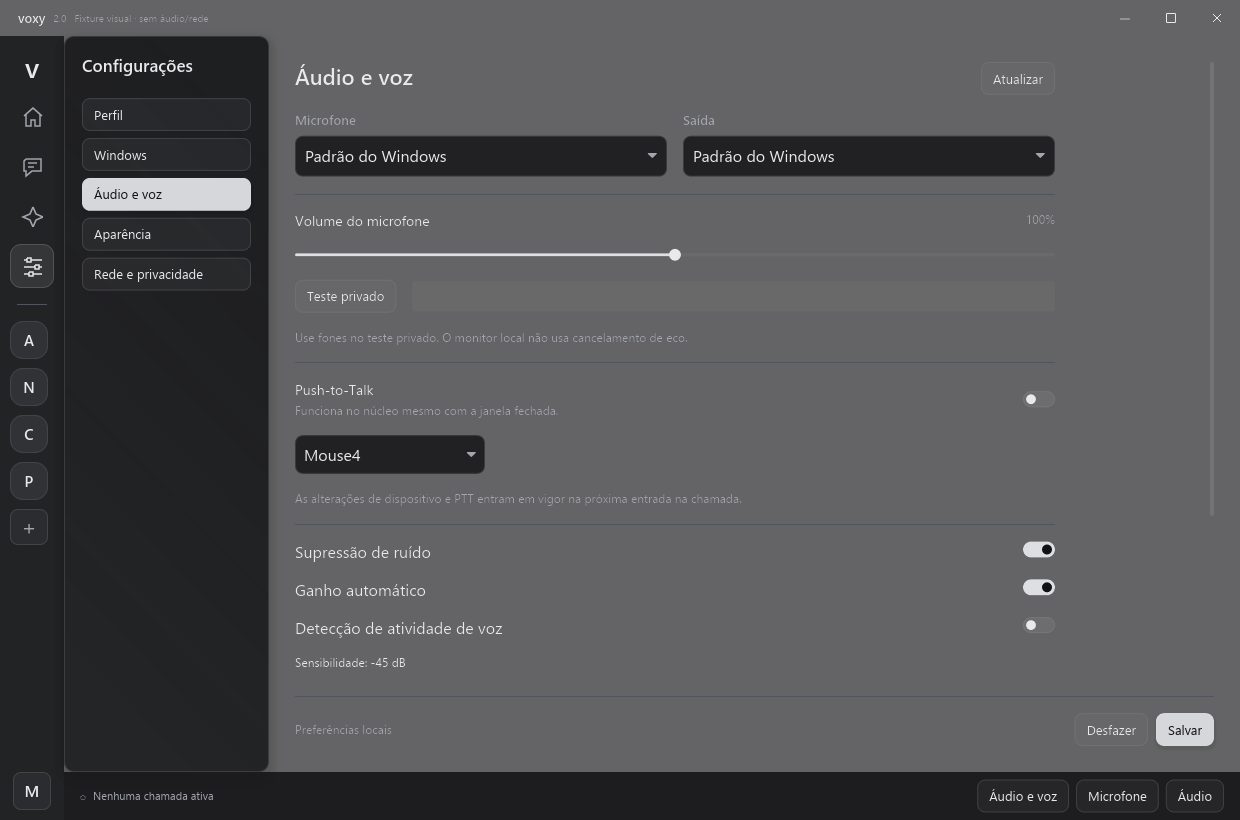 voxy 2.0 Fixture visual · sem áudio/rede
V
Configurações
Perfil
Windows
Áudio e voz
Aparência
Rede e privacidade
A
N
C
P
+
M
Áudio e voz
Atualizar
Microfone
Saída
Padrão do Windows
Padrão do Windows
Volume do microfone
100%
Teste privado
Use fones no teste privado. O monitor local não usa cancelamento de eco.
Push-to-Talk
Funciona no núcleo mesmo com a janela fechada.
Mouse4
As alterações de dispositivo e PTT entram em vigor na próxima entrada na chamada.
Supressão de ruído
Ganho automático
Detecção de atividade de voz
Sensibilidade: -45 dB
Preferências locais
Desfazer
Salvar
○ Nenhuma chamada ativa
Áudio e voz
Microfone
Áudio